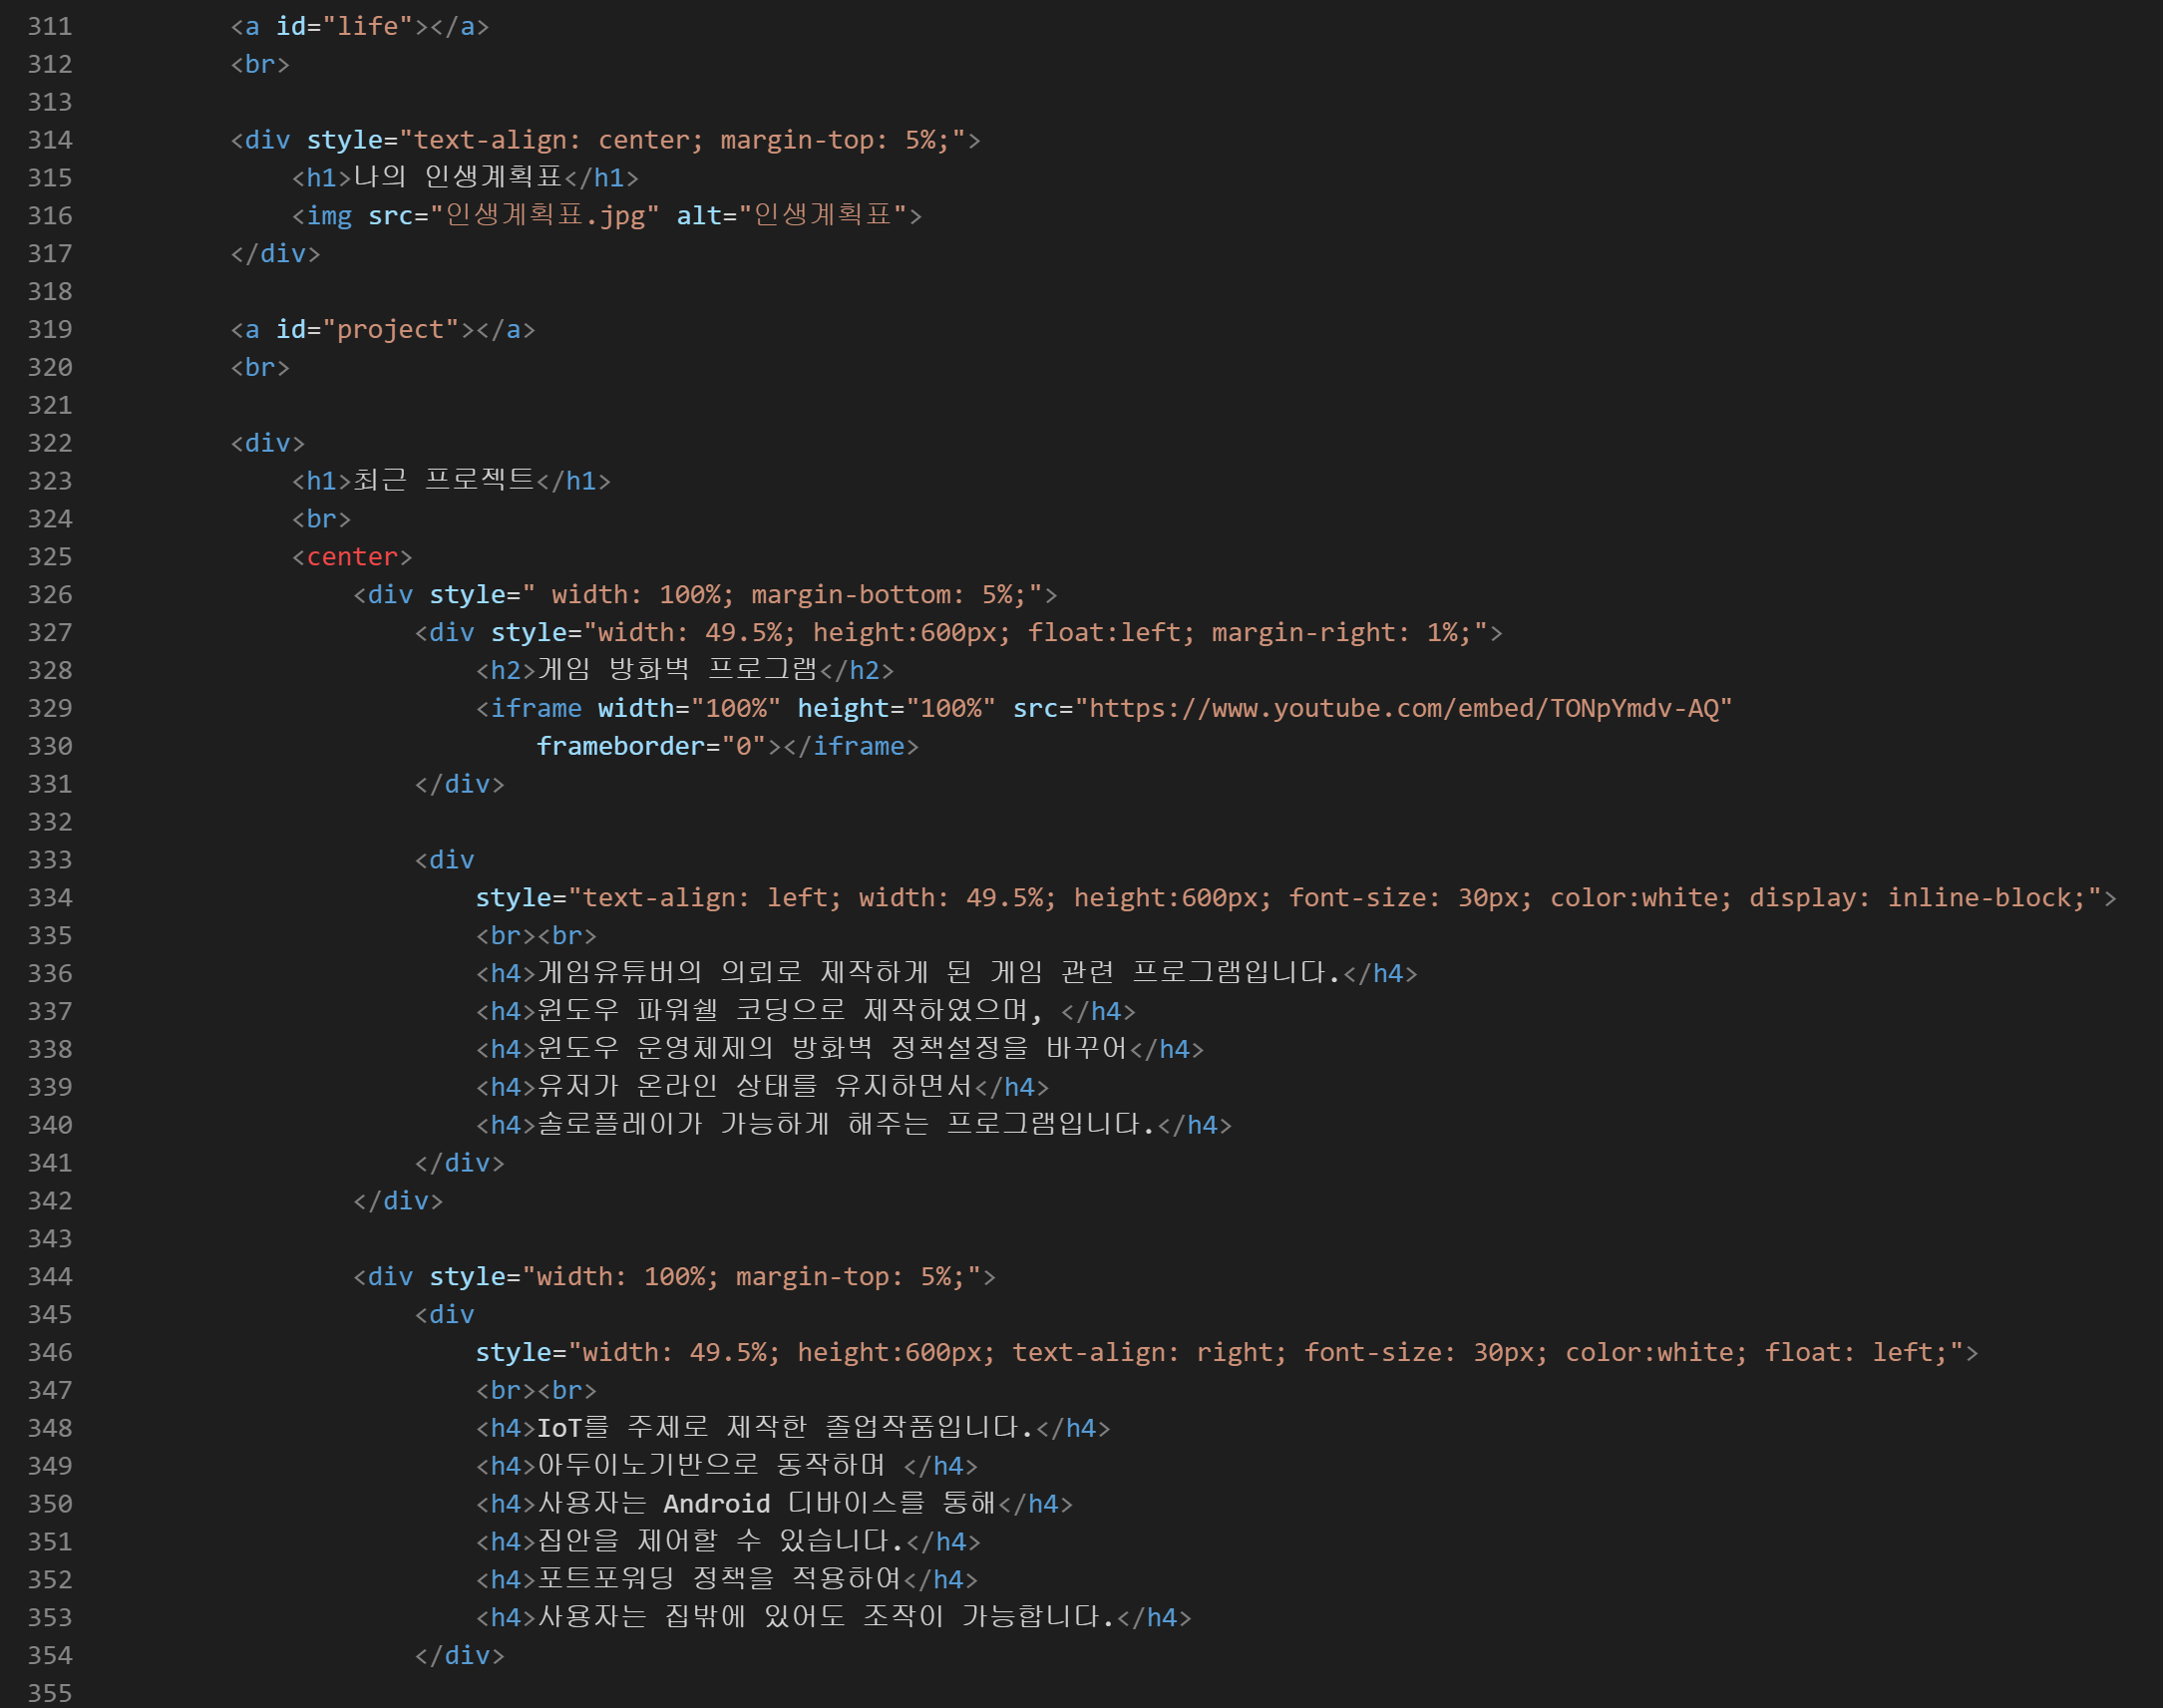 311 <a id="life"></a>
312 <br>
313
314 <div style="text-align: center; margin-top: 5%;">
315 <h1>나의 인생계획표</h1>
316 <img src="인생계획표.jpg" alt="인생계획표">
317 </div>
318
319 <a id="project"></a>
320 <br>
321
322 <div>
323 <h1>최근 프로젝트</h1>
324 <br>
325 <center>
326 <div style=" width: 100%; margin-bottom: 5%;">
327 <div style="width: 49.5%; height:600px; float:left; margin-right: 1%;">
328 <h2>게임 방화벽 프로그램</h2>
329 <iframe width="100%" height="100%" src="https://www.youtube.com/embed/TONpYmdv-AQ"
330 frameborder="0"></iframe>
331 </div>
332
333 <div
334 style="text-align: left; width: 49.5%; height:600px; font-size: 30px; color:white; display: inline-block;">
335 <br><br>
336 <h4>게임유튜버의 의뢰로 제작하게 된 게임 관련 프로그램입니다.</h4>
337 <h4>윈도우 파워쉘 코딩으로 제작하였으며, </h4>
338 <h4>윈도우 운영체제의 방화벽 정책설정을 바꾸어</h4>
339 <h4>유저가 온라인 상태를 유지하면서</h4>
340 <h4>솔로플레이가 가능하게 해주는 프로그램입니다.</h4>
341 </div>
342 </div>
343
344 <div style="width: 100%; margin-top: 5%;">
345 <div
346 style="width: 49.5%; height:600px; text-align: right; font-size: 30px; color:white; float: left;">
347 <br><br>
348 <h4>IoT를 주제로 제작한 졸업작품입니다.</h4>
349 <h4>아두이노기반으로 동작하며 </h4>
350 <h4>사용자는 Android 디바이스를 통해</h4>
351 <h4>집안을 제어할 수 있습니다.</h4>
352 <h4>포트포워딩 정책을 적용하여</h4>
353 <h4>사용자는 집밖에 있어도 조작이 가능합니다.</h4>
354 </div>
355